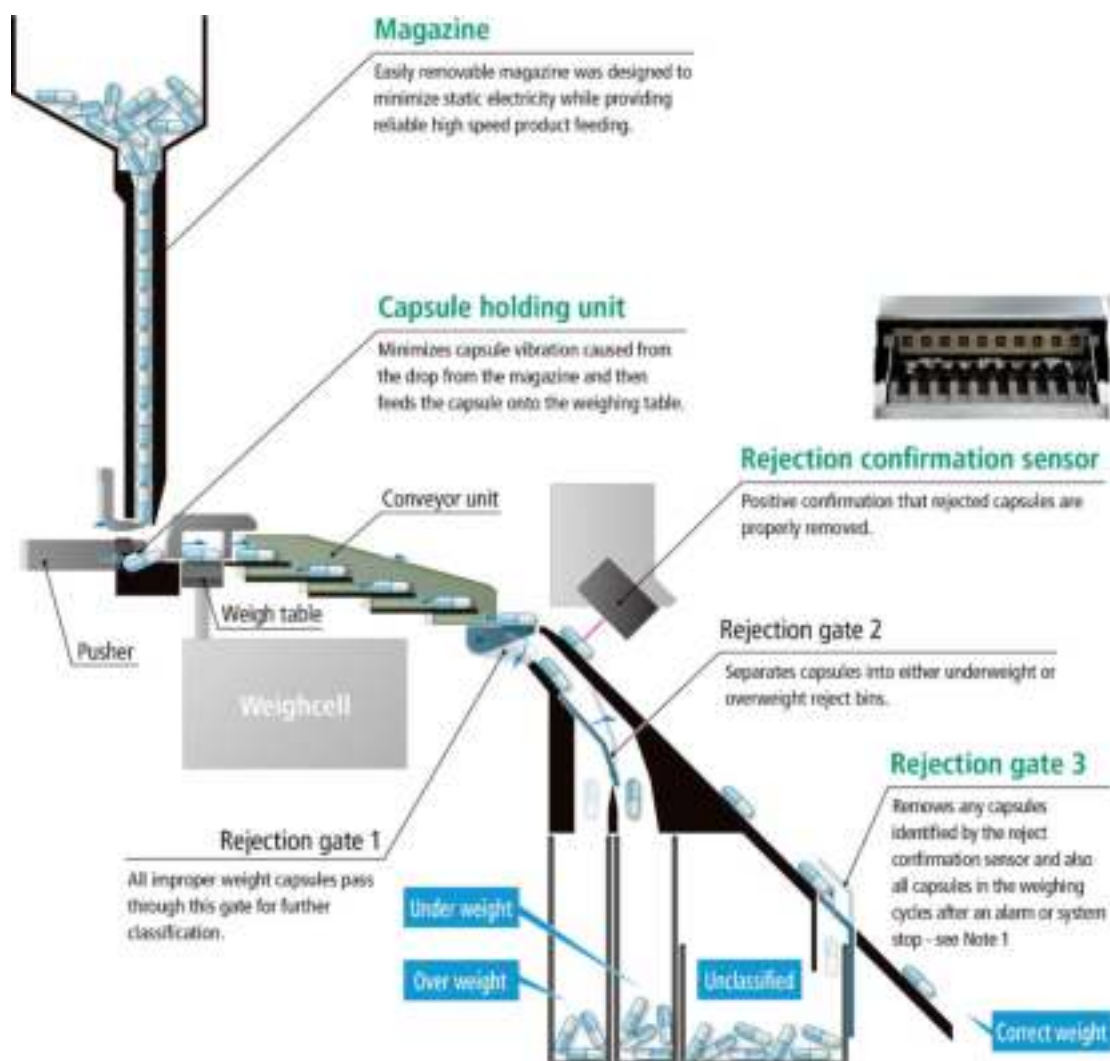 Magazine
Easily removable magazine was designed to
minimize static electricity while providing
reliable high speed product feeding.
Capsule holding unit
Minimizes capsule vibration caused from
the drop from the magazine and then
feeds the capsule onto the weighing table.
Rejection confirmation sensor
Positive confirmation that rejected capsules are
properly removed.
Conveyor unit
Weigh table
Pusher
Weighcell
Rejection gate 2
Separates capsules into either underweight or
overweight reject bins.
Rejection gate 3
Removes any capsules
identified by the reject
confirmation sensor and also
all capsules in the weighing
cycles after an alarm or system
stop - see Note 1
Rejection gate 1
All improper weight capsules pass
through this gate for further
classification.
Under weight
Over weight
Unclassified
Correct weight